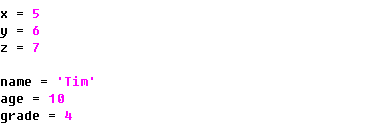 x = 5
y = 6
z = 7
name = 'Tim'
age = 10
grade = 4